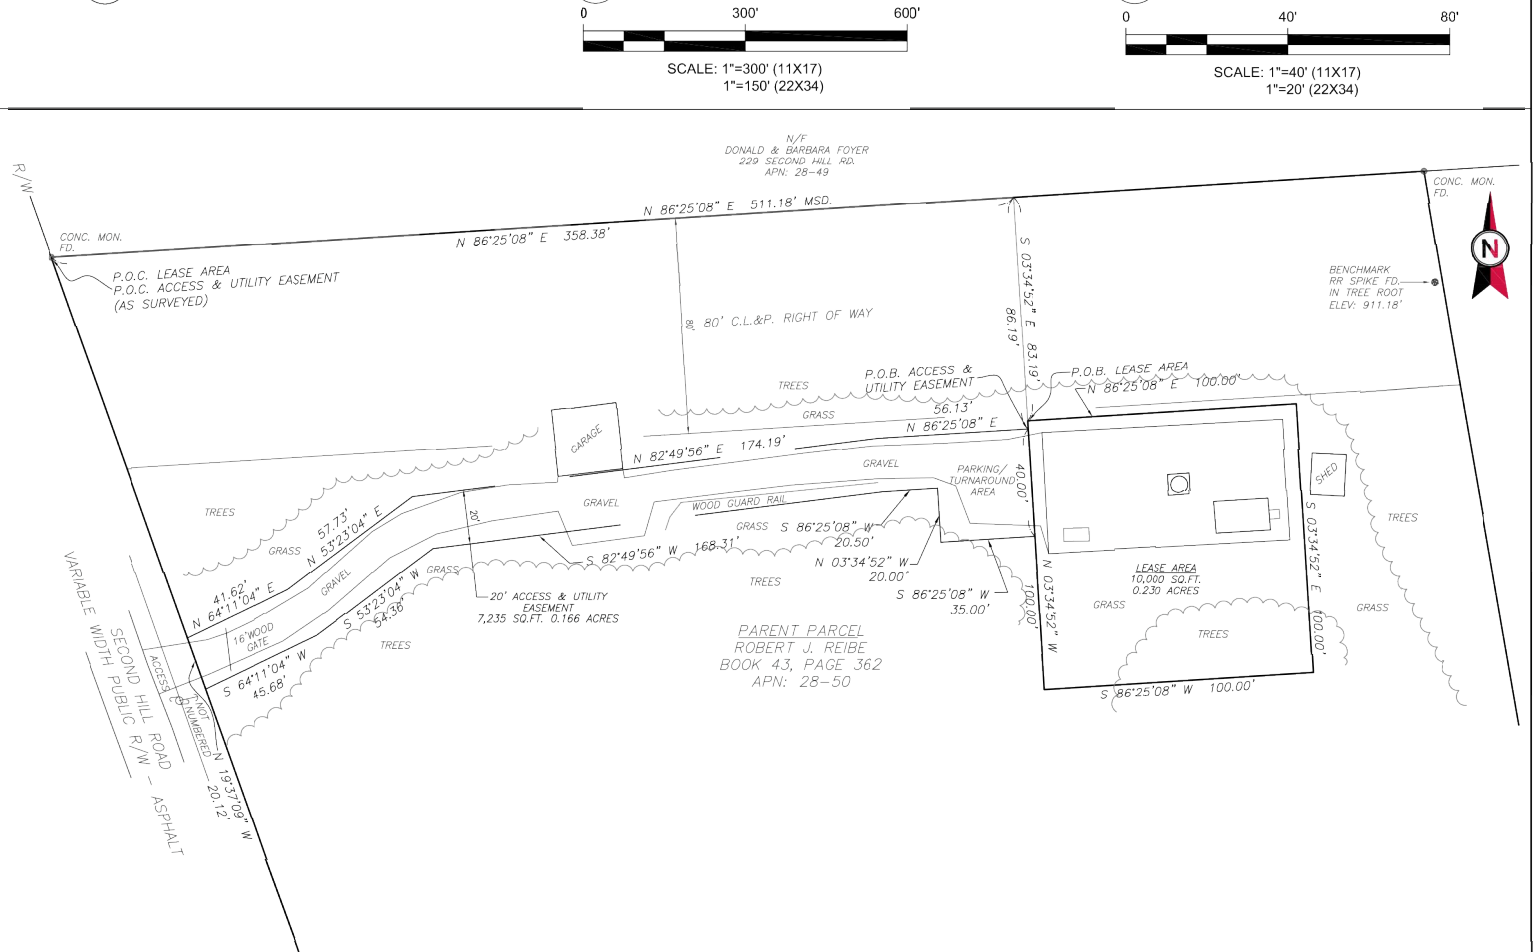 0 300' 600'
SCALE: 1"=300' (11X17)
1"=150' (22X34)
0 40' 80'
SCALE: 1"=40' (11X17)
1"=20' (22X34)
N/F
DONALD & BARBARA FOYER
229 SECOND HILL RD.
APN: 28-49
R/W
CONC. MON.
FD.
N 86°25'08" E 511.18' MSD.
N 86°25'08" E 358.38'
CONC. MON.
FD.
N
P.O.C. LEASE AREA
P.O.C. ACCESS & UTILITY EASEMENT
(AS SURVEYED)
BENCHMARK
RR SPIKE FD.
IN TREE ROOT
ELEV: 911.18'
80'
80' C.L.&P. RIGHT OF WAY
S 03°34'52" E 83.19'
86.19'
P.O.B. ACCESS &
UTILITY EASEMENT
P.O.B. LEASE AREA
N 86°25'08" E 100.00'
TREES
GRASS
56.13'
N 86°25'08" E
GARAGE
N 82°49'56" E 174.19'
GRAVEL
PARKING/
TURNAROUND
AREA
40.00'
SHED
TREES
57.73'
N 53°23'04" E
GRASS
20'
GRAVEL
WOOD GUARD RAIL
GRASS
S 86°25'08" W
20.50'
S 82°49'56" W 168.31'
N 03°34'52" W
20.00'
S 86°25'08" W
35.00'
TREES
S 03°34'52" E 100.00'
TREES
GRASS
LEASE AREA
10,000 SQ.FT.
0.230 ACRES
GRASS
TREES
N 03°34'52" W
100.00'
S 86°25'08" W 100.00'
41.62'
N 64°11'04" E
GRAVEL
GRASS
S 53°23'04" W
54.36'
20' ACCESS & UTILITY
EASEMENT
7,235 SQ.FT. 0.166 ACRES
16'WOOD
GATE
TREES
S 64°11'04" W
45.68'
PARENT PARCEL
ROBERT J. REIBE
BOOK 43, PAGE 362
APN: 28-50
ACCESS
NOT
NUMBERED
N 19°37'09" W
20.12'
SECOND HILL ROAD
VARIABLE WIDTH PUBLIC R/W - ASPHALT